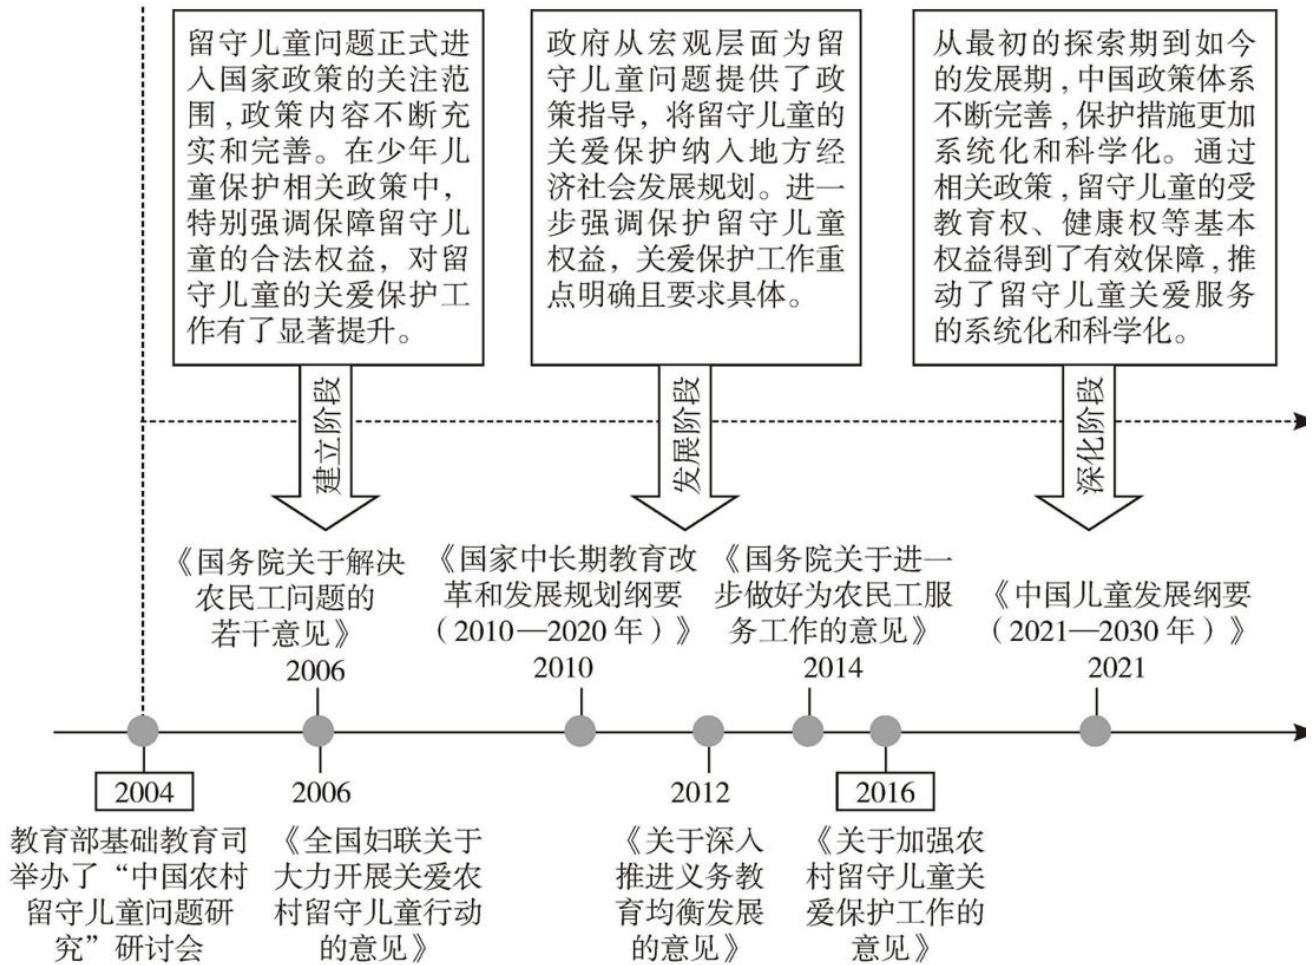 留守儿童问题正式进
入国家政策的关注范
围,政策内容不断充
实和完善。在少年儿
童保护相关政策中,
特别强调保障留守儿
童的合法权益，对留
守儿童的关爱保护工
作有了显著提升。
政府从宏观层面为留
守儿童问题提供了政
策指导，将留守儿童的
关爱保护纳入地方经
济社会发展规划。进一
步强调保护留守儿童
权益，关爱保护工作重
点明确且要求具体。
从最初的探索期到如今
的发展期,中国政策体系
不断完善,保护措施更加
系统化和科学化。通过
相关政策,留守儿童的受
教育权、健康权等基本
权益得到了有效保障,推
动了留守儿童关爱服务
的系统化和科学化。
建立阶段
发展阶段
深化阶段
《国务院关于解决
农民工问题的
若干意见》
2006
《国家中长期教育改
革和发展规划纲要
（2010—2020 年）》
2010
《国务院关于进一
步做好为农民工服
务工作的意见》
2014
《中国儿童发展纲要
（2021—2030 年）》
2021
2004
教育部基础教育司
举办了“中国农村
留守儿童问题研
究”研讨会
2006
《全国妇联关于
大力开展关爱农
村留守儿童行动
的意见》
2012
《关于深入
推进义务教
育均衡发展
的意见》
2016
《关于加强农
村留守儿童关
爱保护工作的
意见》